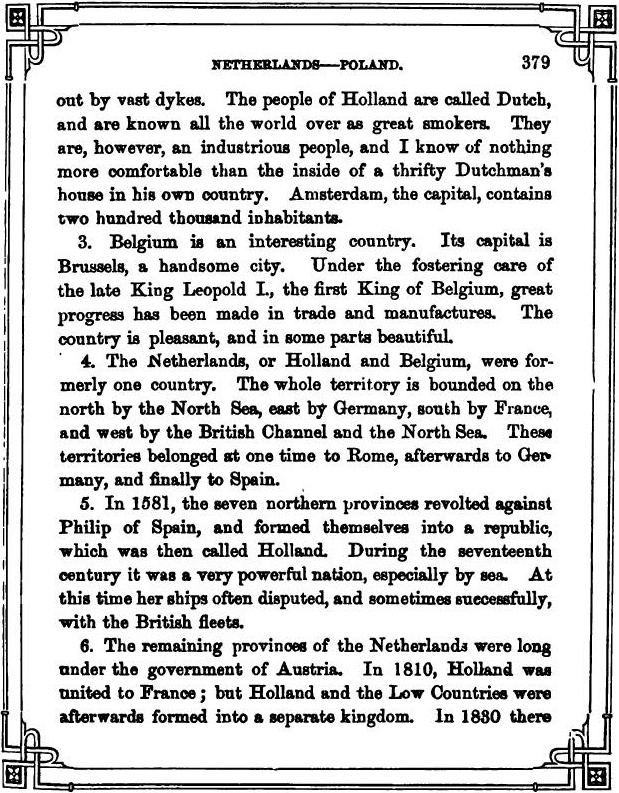 NETHERLANDS—POLAND. 379
out by vast dykes. The people of Holland are called Dutch,
and are known all the world over as great smokers. They
are, however, an industrious people, and I know of nothing
more comfortable than the inside of a thrifty Dutchman's
house in his own country. Amsterdam, the capital, contains
two hundred thousand inhabitants.
3. Belgium is an interesting country. Its capital is
Brussels, a handsome city. Under the fostering care of
the late King Leopold I., the first King of Belgium, great
progress has been made in trade and manufactures. The
country is pleasant, and in some parts beautiful.
4. The Netherlands, or Holland and Belgium, were for-
merly one country. The whole territory is bounded on the
north by the North Sea, east by Germany, south by France,
and west by the British Channel and the North Sea. These
territories belonged at one time to Rome, afterwards to Ger-
many, and finally to Spain.
5. In 1581, the seven northern provinces revolted against
Philip of Spain, and formed themselves into a republic,
which was then called Holland. During the seventeenth
century it was a very powerful nation, especially by sea. At
this time her ships often disputed, and sometimes successfully,
with the British fleets.
6. The remaining provinces of the Netherlands were long
under the government of Austria. In 1810, Holland was
united to France; but Holland and the Low Countries were
afterwards formed into a separate kingdom. In 1830 there